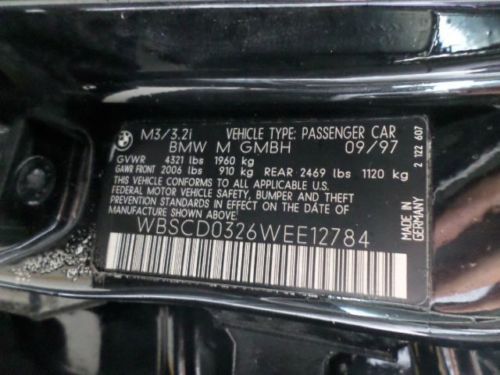 BMW
M3/3.2i VEHICLE TYPE: PASSENGER CAR
BMW M GMBH 09/97
GVWR 4321 lbs 1960 kg
GAWR FRONT 2006 lbs 910 kg REAR 2469 lbs 1120 kg
THIS VEHICLE CONFORMS TO ALL APPLICABLE
FEDERAL MOTOR VEHICLE SAFETY, BUMPER AND THEFT
PREVENTION STANDARDS IN EFFECT ON THE DATE OF
MANUFACTURE SHOWN ABOVE.
WBSCD0326WEE12784
2 122 607
MADE IN
GERMANY